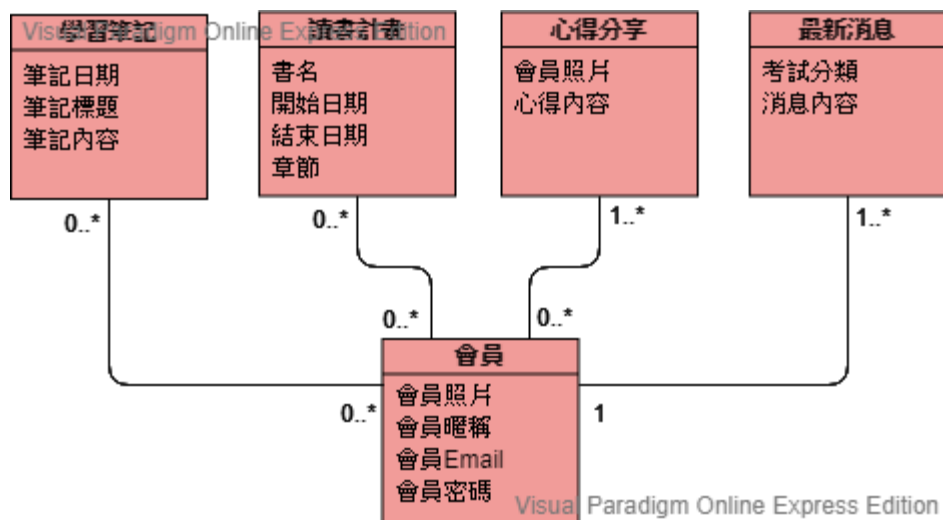 Visual Paradigm Online Express Edition
學習筆記
筆記日期
筆記標題
筆記內容
讀書計畫
書名
開始日期
結束日期
章節
心得分享
會員照片
心得內容
最新消息
考試分類
消息內容
0..*
0..*
1..*
1..*
0..*
0..*
0..*
1
會員
會員照片
會員暱稱
會員Email
會員密碼
Visual Paradigm Online Express Edition